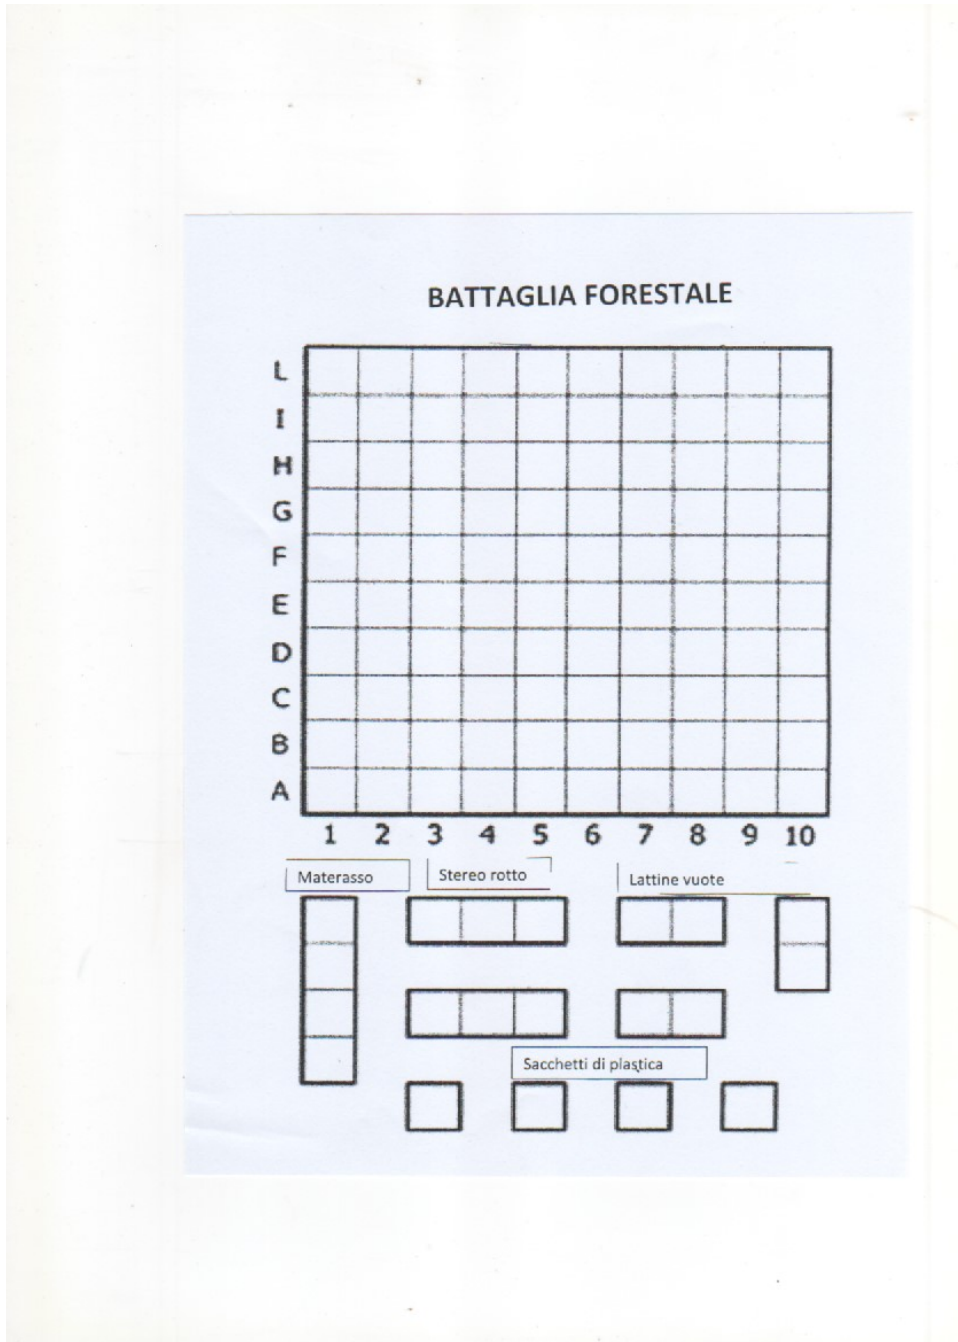 BATTAGLIA FORESTALE
L
I
H
G
F
E
D
C
B
A
1 2 3 4 5 6 7 8 9 10
Materasso Stereo rotto Lattine vuote
Sacchetti di plastica